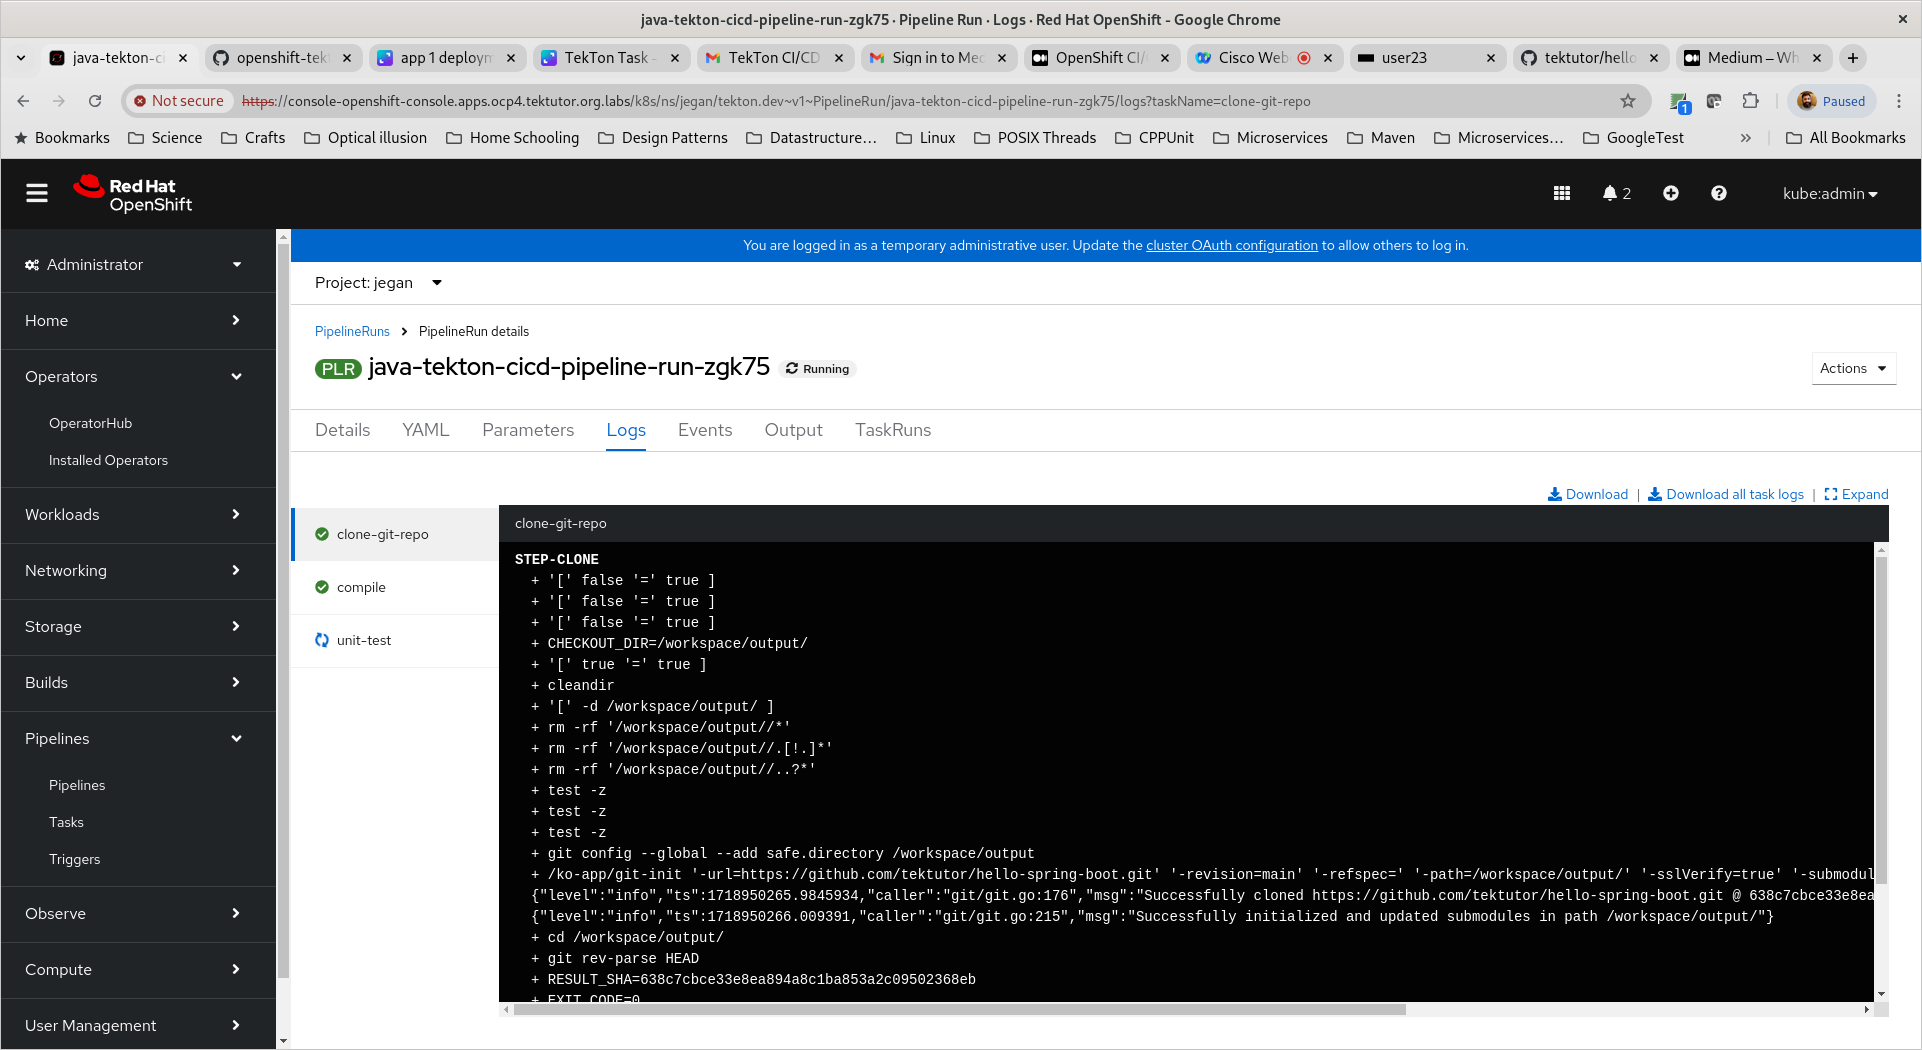 java-tekton-cicd-pipeline-run-zgk75 · Pipeline Run · Logs · Red Hat OpenShift - Google Chrome
java-tekton-ci
openshift-tekt
app 1 deploym
TekTon Task -
TekTon CI/CD
Sign in to Med
OpenShift CI/
Cisco Web
user23
tektutor/hello
Medium – Wh
Not secure
https://console-openshift-console.apps.ocp4.tektutor.org.labs/k8s/ns/jegan/tekton.dev~v1~PipelineRun/java-tekton-cicd-pipeline-run-zgk75/logs?taskName=clone-git-repo
1
Paused
Bookmarks
Science
Crafts
Optical illusion
Home Schooling
Design Patterns
Datastructure…
Linux
POSIX Threads
CPPUnit
Microservices
Maven
Microservices…
GoogleTest
»
All Bookmarks
Red Hat
OpenShift
2
kube:admin
You are logged in as a temporary administrative user. Update the cluster OAuth configuration to allow others to log in.
Administrator
Home
Operators
OperatorHub
Installed Operators
Workloads
Networking
Storage
Builds
Pipelines
Pipelines
Tasks
Triggers
Observe
Compute
User Management
Project: jegan
PipelineRuns
PipelineRun details
PLR java-tekton-cicd-pipeline-run-zgk75 Running
Actions
Details
YAML
Parameters
Logs
Events
Output
TaskRuns
Download | Download all task logs | Expand
clone-git-repo
compile
unit-test
clone-git-repo
STEP-CLONE
+ '[' false '=' true ]
+ '[' false '=' true ]
+ '[' false '=' true ]
+ CHECKOUT_DIR=/workspace/output/
+ '[' true '=' true ]
+ cleandir
+ '[' -d /workspace/output/ ]
+ rm -rf '/workspace/output//*'
+ rm -rf '/workspace/output//.[!.]*'
+ rm -rf '/workspace/output//..?*'
+ test -z
+ test -z
+ test -z
+ git config --global --add safe.directory /workspace/output
+ /ko-app/git-init '-url=https://github.com/tektutor/hello-spring-boot.git' '-revision=main' '-refspec=' '-path=/workspace/output/' '-sslVerify=true' '-submodul
{"level":"info","ts":1718950265.9845934,"caller":"git/git.go:176","msg":"Successfully cloned https://github.com/tektutor/hello-spring-boot.git @ 638c7cbce33e8ea
{"level":"info","ts":1718950266.009391,"caller":"git/git.go:215","msg":"Successfully initialized and updated submodules in path /workspace/output/"}
+ cd /workspace/output/
+ git rev-parse HEAD
+ RESULT_SHA=638c7cbce33e8ea894a8c1ba853a2c09502368eb
+ EXIT_CODE=0